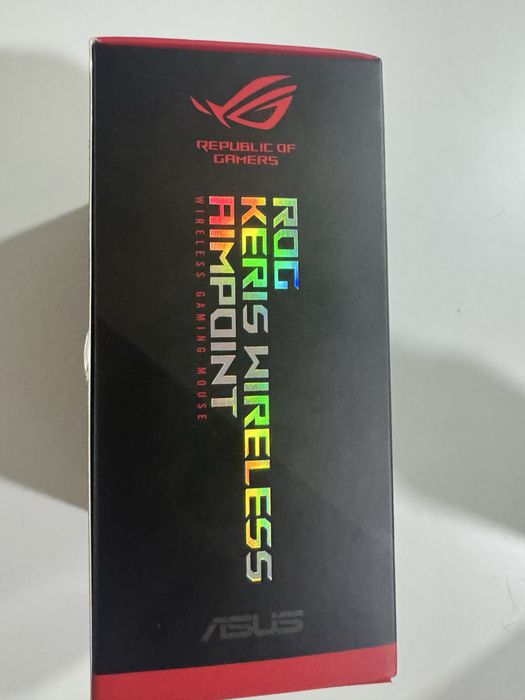 REPUBLIC OF
GAMERS
ROG
KERIS WIRELESS
AIMPOINT
WIRELESS GAMING MOUSE
ASUS